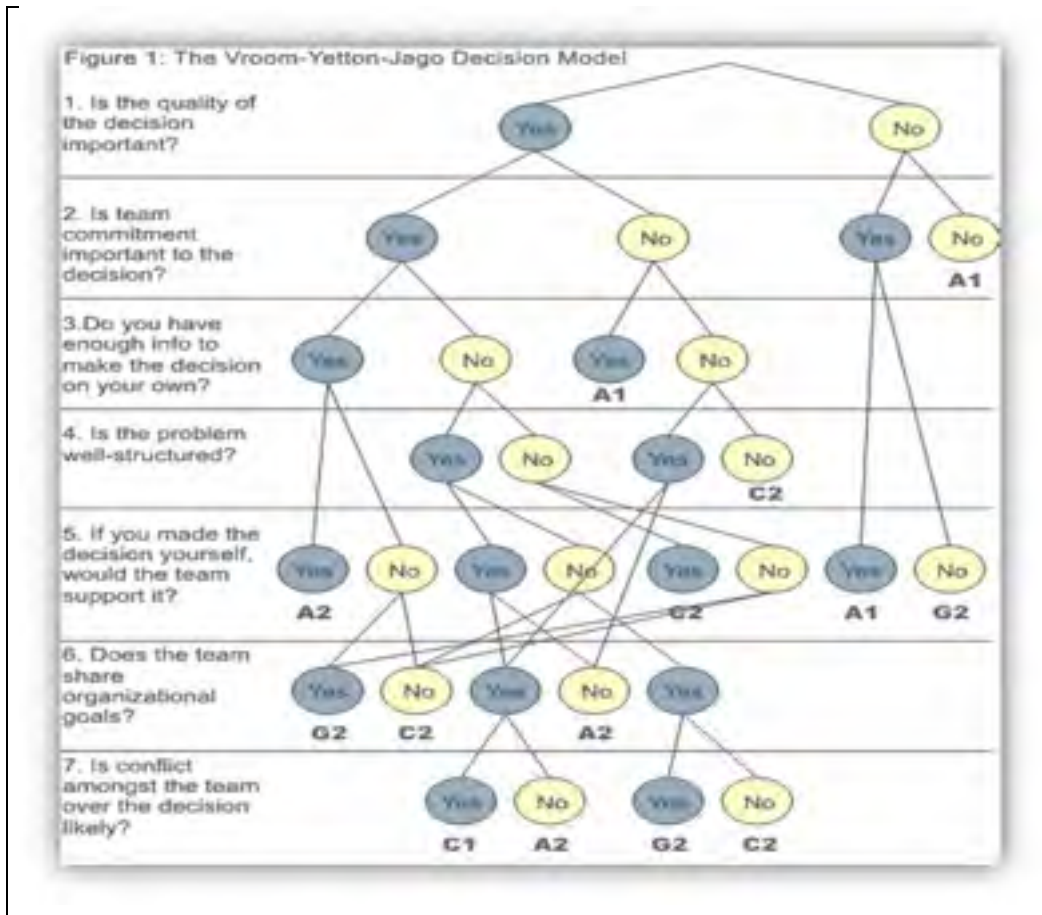 Figure 1: The Vroom-Yetton-Jago Decision Model
1. Is the quality of
the decision
important?
Yes No
2. Is team
commitment
important to the
decision?
Yes No Yes No
A1
3.Do you have
enough info to
make the decision
on your own?
Yes No Yes No
A1
4. Is the problem
well-structured?
Yes No Yes No
C2
5. If you made the
decision yourself,
would the team
support it?
Yes No Yes No Yes No Yes No
A2 C2 A1 G2
6. Does the team
share
organizational
goals?
Yes No Yes No Yes
G2 C2 A2
7. Is conflict
amongst the team
over the decision
likely?
Yes No Yes No
C1 A2 G2 C2